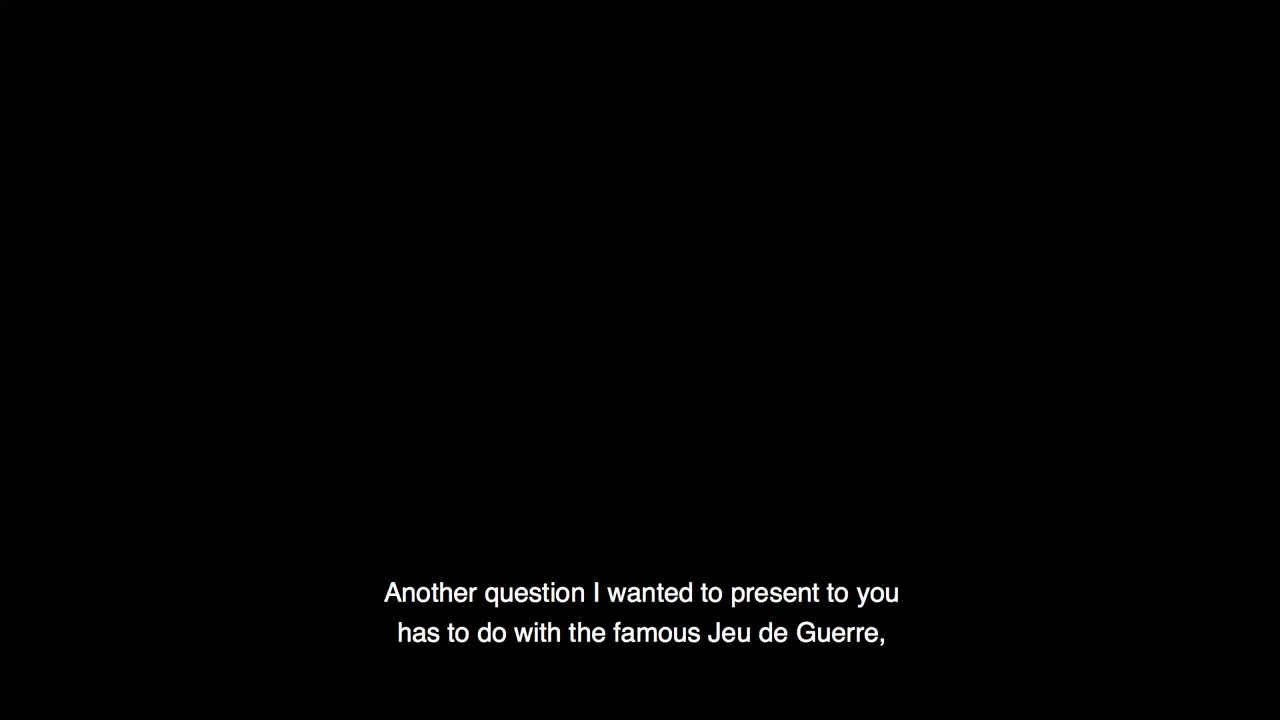 Another question I wanted to present to you
has to do with the famous Jeu de Guerre,